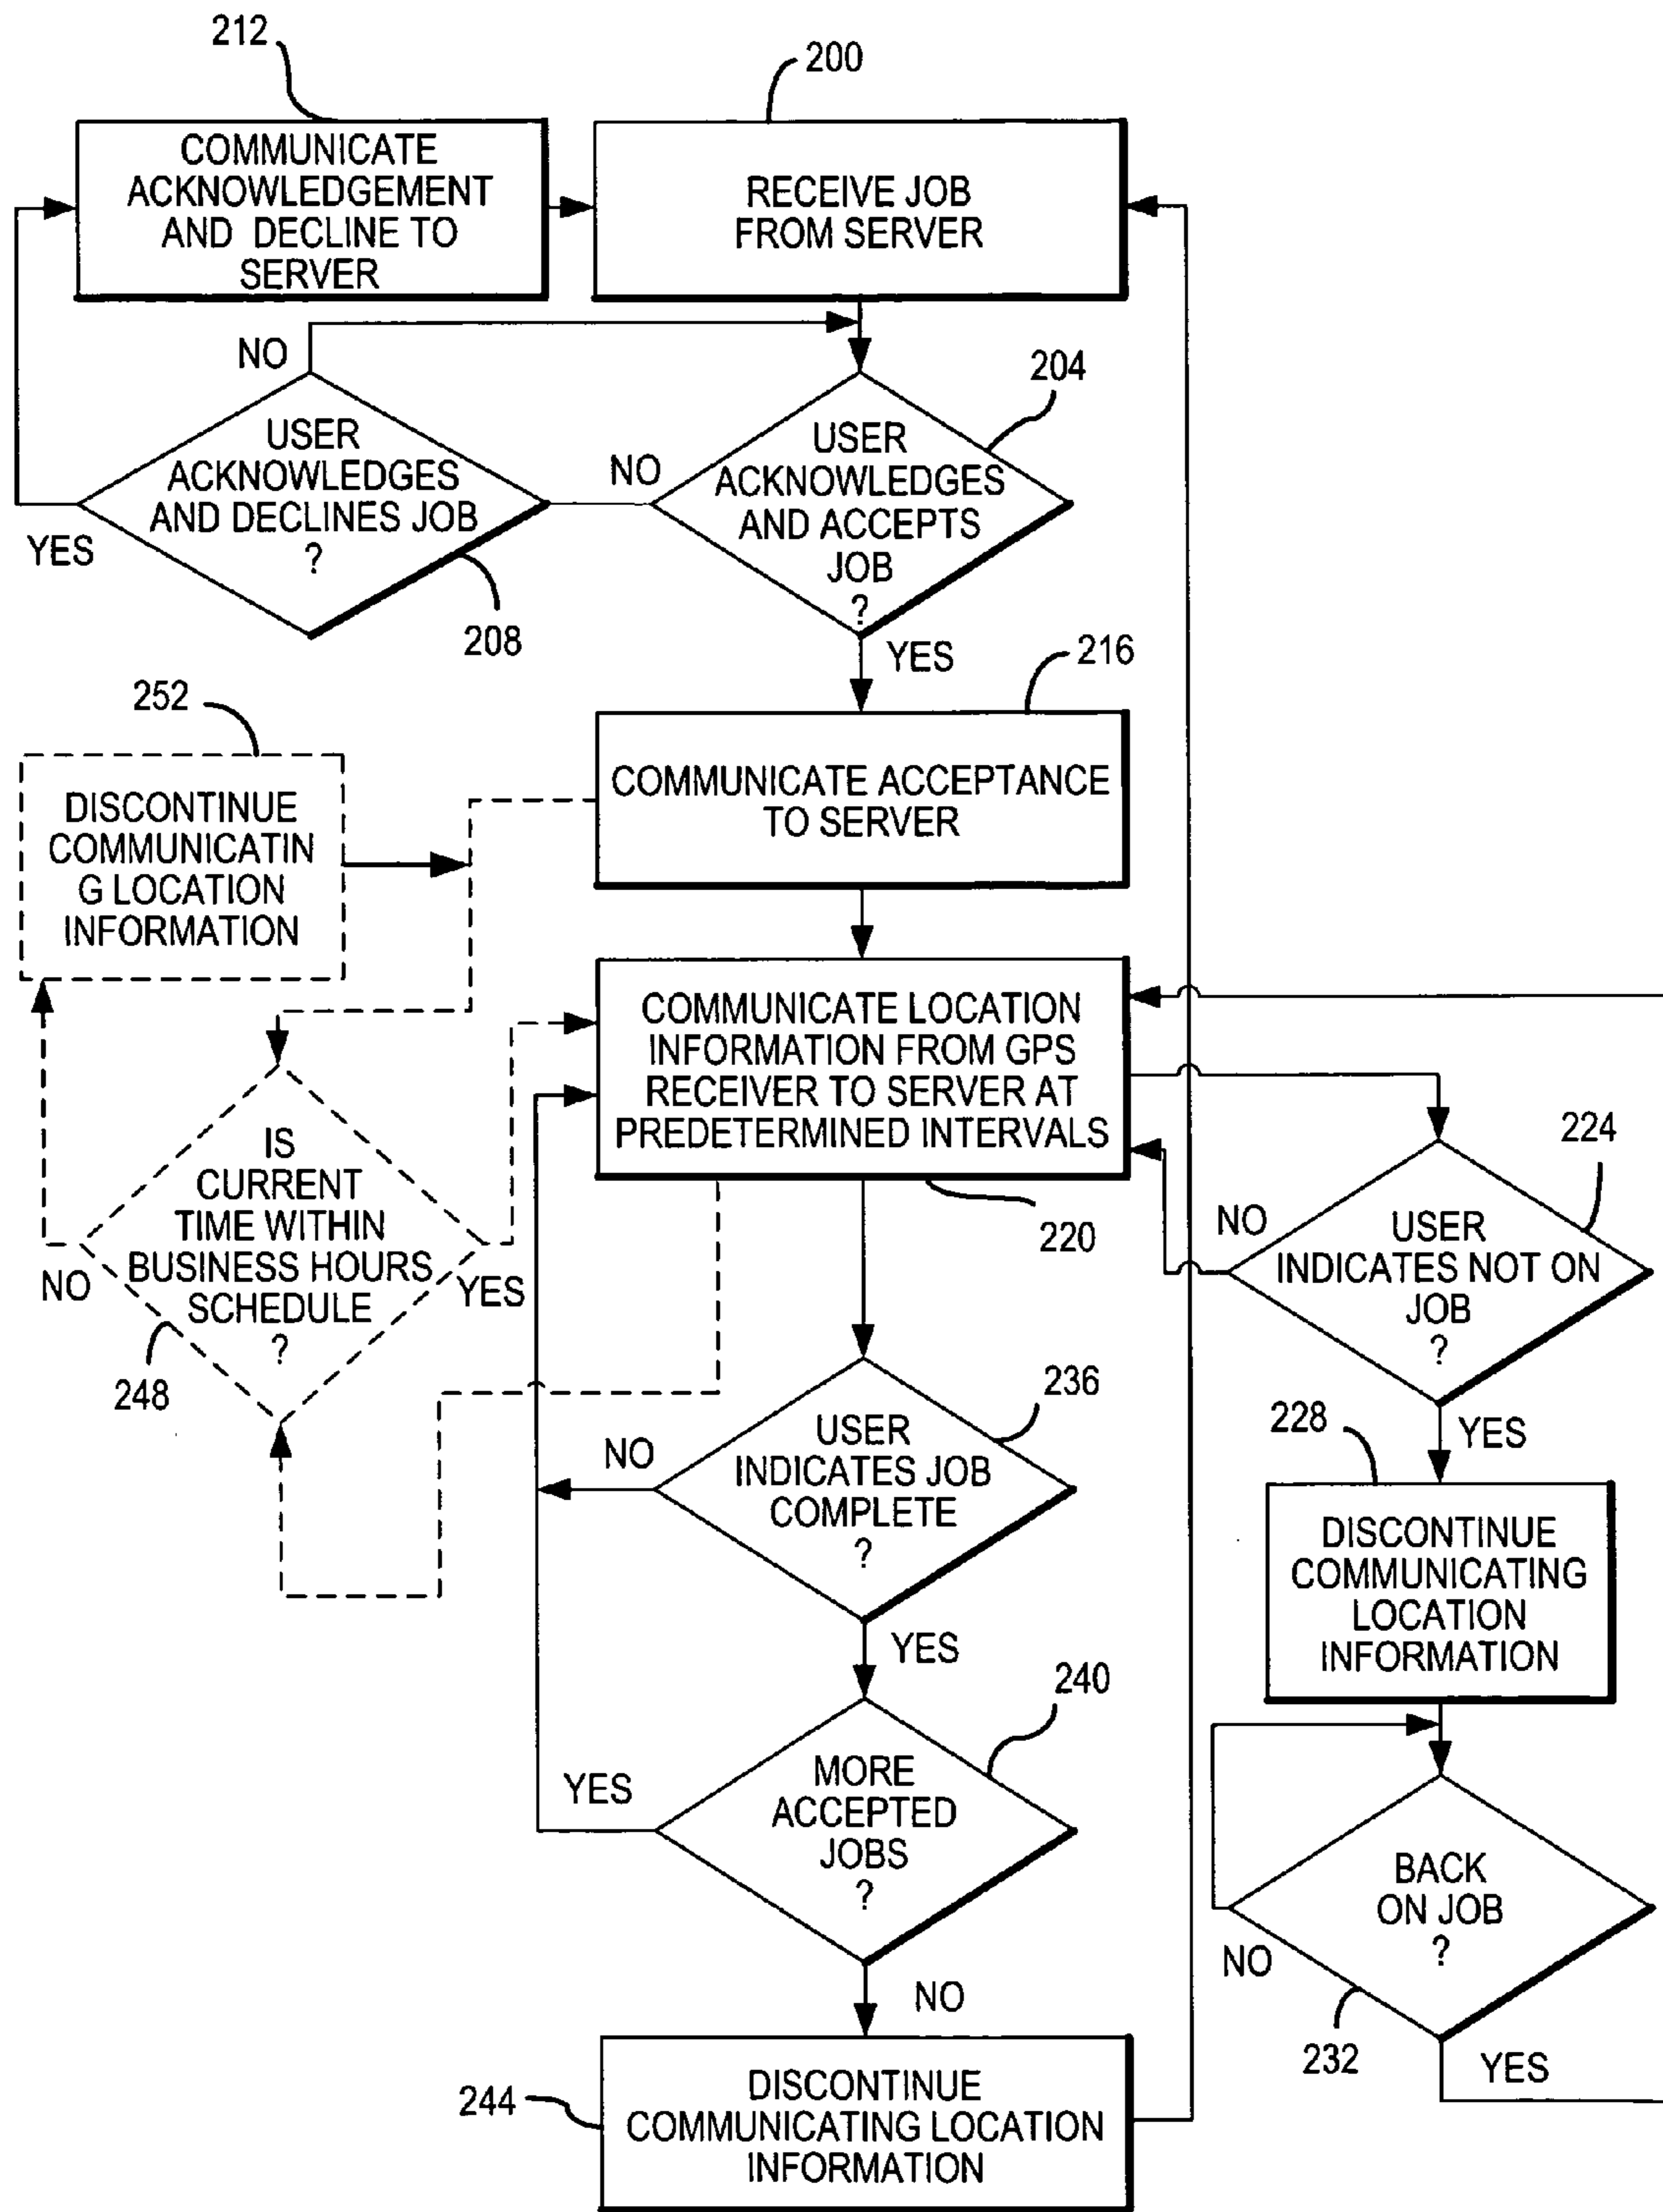 212
200
COMMUNICATE
ACKNOWLEDGEMENT
AND DECLINE TO
SERVER
RECEIVE JOB
FROM SERVER
NO
204
USER
ACKNOWLEDGES
AND DECLINES JOB
?
NO
USER
ACKNOWLEDGES
AND ACCEPTS
JOB
?
YES
208
YES
216
252
COMMUNICATE ACCEPTANCE
TO SERVER
DISCONTINUE
COMMUNICATIN
G LOCATION
INFORMATION
COMMUNICATE LOCATION
INFORMATION FROM GPS
RECEIVER TO SERVER AT
PREDETERMINED INTERVALS
220
IS
CURRENT
TIME WITHIN
BUSINESS HOURS
SCHEDULE
?
NO
YES
248
224
NO
USER
INDICATES NOT ON
JOB
?
YES
228
236
NO
USER
INDICATES JOB
COMPLETE
?
YES
DISCONTINUE
COMMUNICATING
LOCATION
INFORMATION
240
YES
MORE
ACCEPTED
JOBS
?
NO
BACK
ON JOB
?
NO
232
YES
244
DISCONTINUE
COMMUNICATING LOCATION
INFORMATION